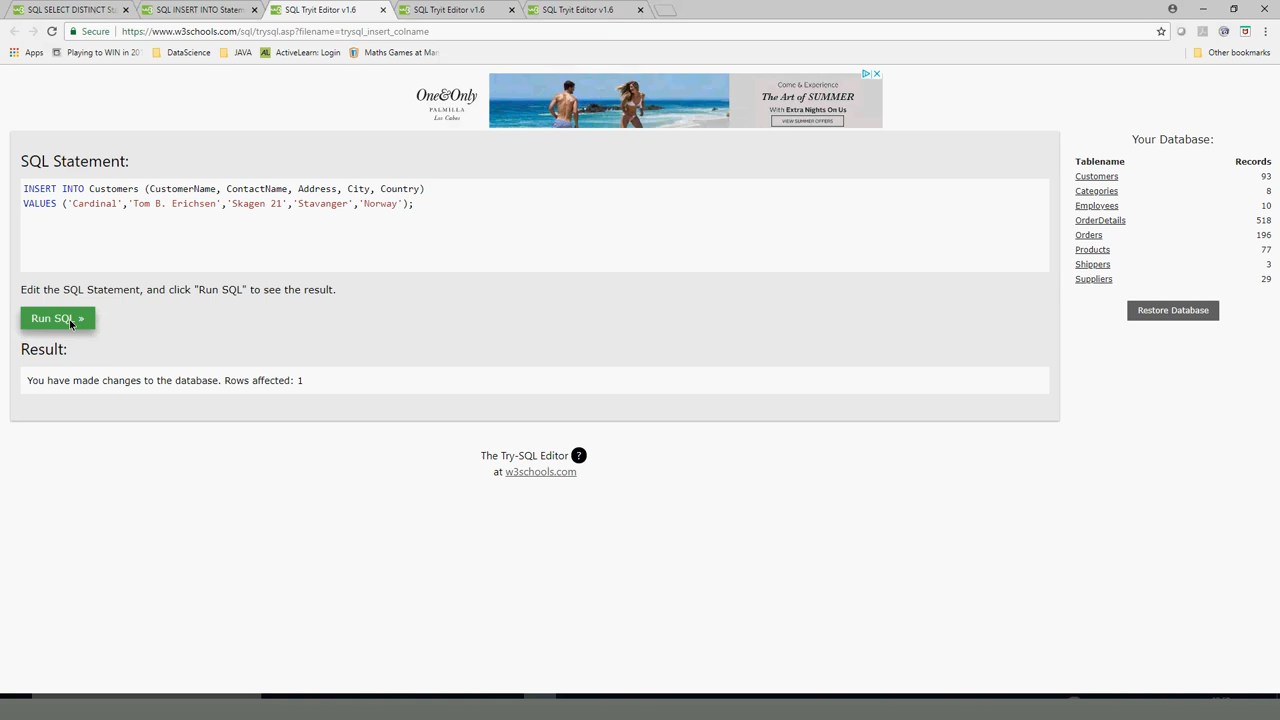 SQL SELECT DISTINCT St
SQL INSERT INTO Statem
SQL Tryit Editor v1.6
SQL Tryit Editor v1.6
SQL Tryit Editor v1.6
Secure
https://www.w3schools.com/sql/trysql.asp?filename=trysql_insert_colname
Apps
Playing to WIN in 20
DataScience
JAVA
AL
ActiveLearn: Login
Maths Games at Ma
Other bookmarks
One&Only
PALMILLA
Los Cabos
Come & Experience
The Art of SUMMER
With Extra Nights On Us
VIEW SUMMER OFFERS
SQL Statement:
INSERT INTO Customers (CustomerName, ContactName, Address, City, Country)
VALUES ('Cardinal','Tom B. Erichsen','Skagen 21','Stavanger','Norway');
Edit the SQL Statement, and click "Run SQL" to see the result.
Run SQL »
Result:
You have made changes to the database. Rows affected: 1
The Try-SQL Editor ?
at w3schools.com
Your Database:
Tablename Records
Customers 93
Categories 8
Employees 10
OrderDetails 518
Orders 196
Products 77
Shippers 3
Suppliers 29
Restore Database